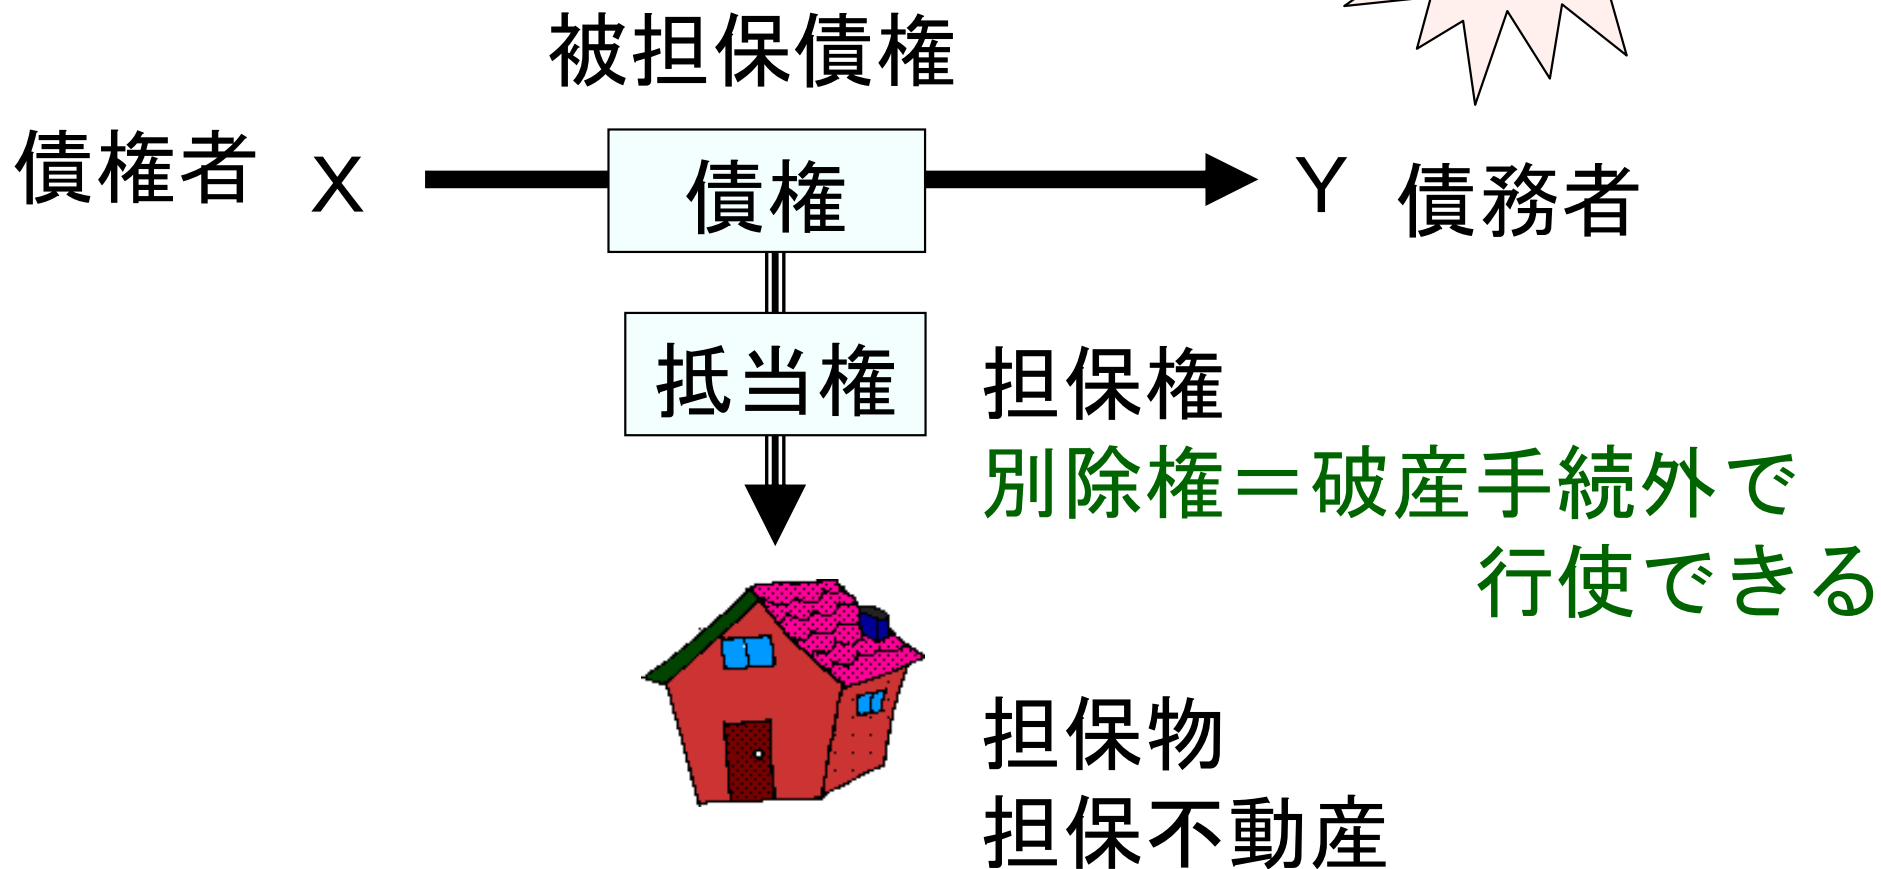 被担保債権
債権者 X
債権
Y 債務者
抵当権
担保権
別除権＝破産手続外で
行使できる
担保物
担保不動産